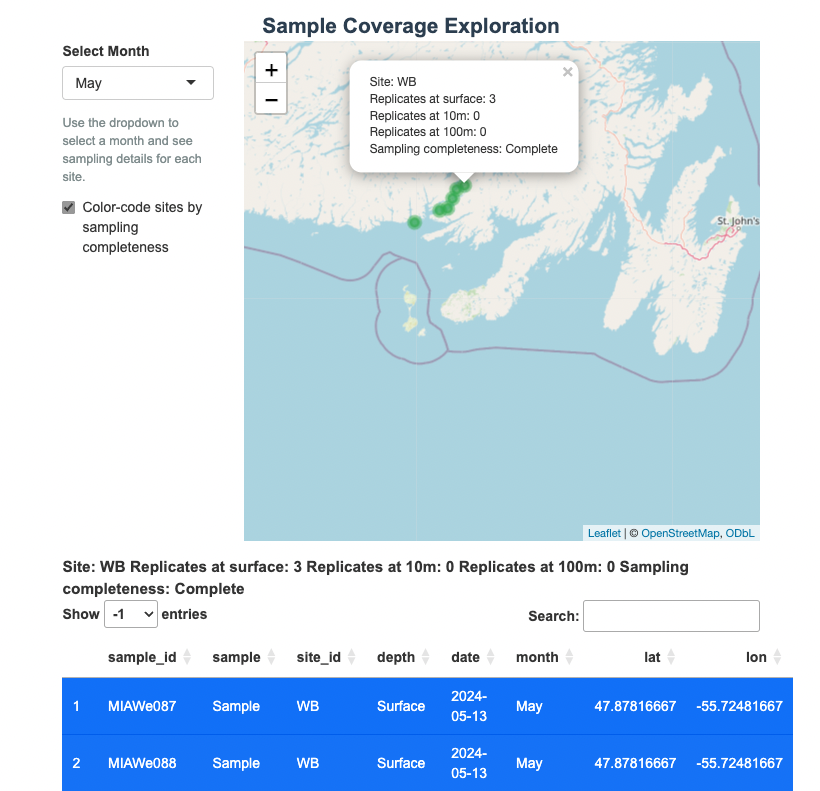 Sample Coverage Exploration
Select Month
May
Use the dropdown to
select a month and see
sampling details for each
site.
Color-code sites by
sampling
completeness
+
−
×
Site: WB
Replicates at surface: 3
Replicates at 10m: 0
Replicates at 100m: 0
Sampling completeness: Complete
St. John's
Leaflet | © OpenStreetMap, ODbL
Site: WB Replicates at surface: 3 Replicates at 10m: 0 Replicates at 100m: 0 Sampling
completeness: Complete
Show -1 entries
Search:
sample_id sample site_id depth date month lat lon
1 MIAWe087 Sample WB Surface 2024-05-13 May 47.87816667 -55.72481667
2 MIAWe088 Sample WB Surface 2024-05-13 May 47.87816667 -55.72481667